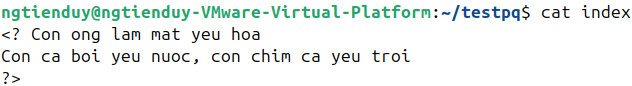 ngtienduy@ngtienduy-VMware-Virtual-Platform:~/testpq$ cat index
<? Con ong lam mat yeu hoa
Con ca boi yeu nuoc, con chim ca yeu troi
?>